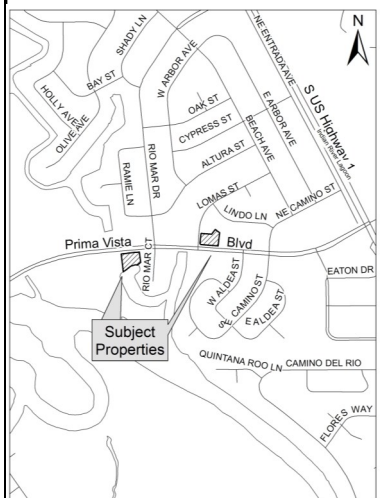 N
SHADY LN
W ARBOR AVE
NE ENTRADA AVE
S US Highway 1
Indian River Lagoon
BAY ST
HOLLY AVE
OLIVE AVE
OAK ST
E ARBOR AVE
CYPRESS ST
BEACH AVE
ALTURA ST
RIO MAR DR
RAMIE LN
LOMAS ST
LINDO LN
NE CAMINO ST
Prima Vista Blvd
RIO MAR CT
EATON DR
W ALDEA ST
SE CAMINO ST
E ALDEA ST
Subject
Properties
QUINTANA ROO LN
CAMINO DEL RIO
FLORES WAY